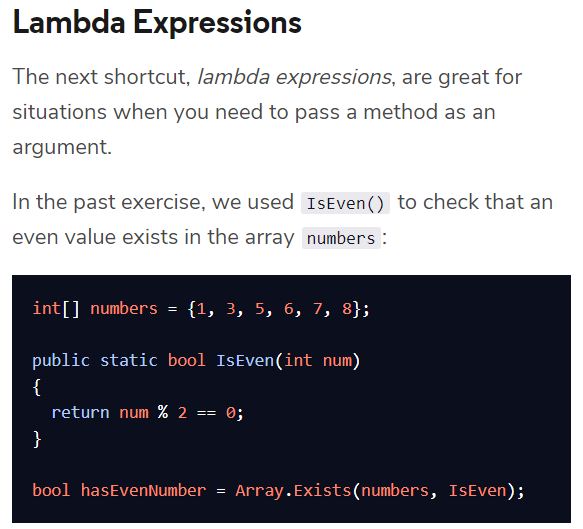 Lambda Expressions
The next shortcut, lambda expressions, are great for
situations when you need to pass a method as an
argument.
In the past exercise, we used IsEven() to check that an
even value exists in the array numbers:
int[] numbers = {1, 3, 5, 6, 7, 8};
public static bool IsEven(int num)
{
  return num % 2 == 0;
}
bool hasEvenNumber = Array.Exists(numbers, IsEven);